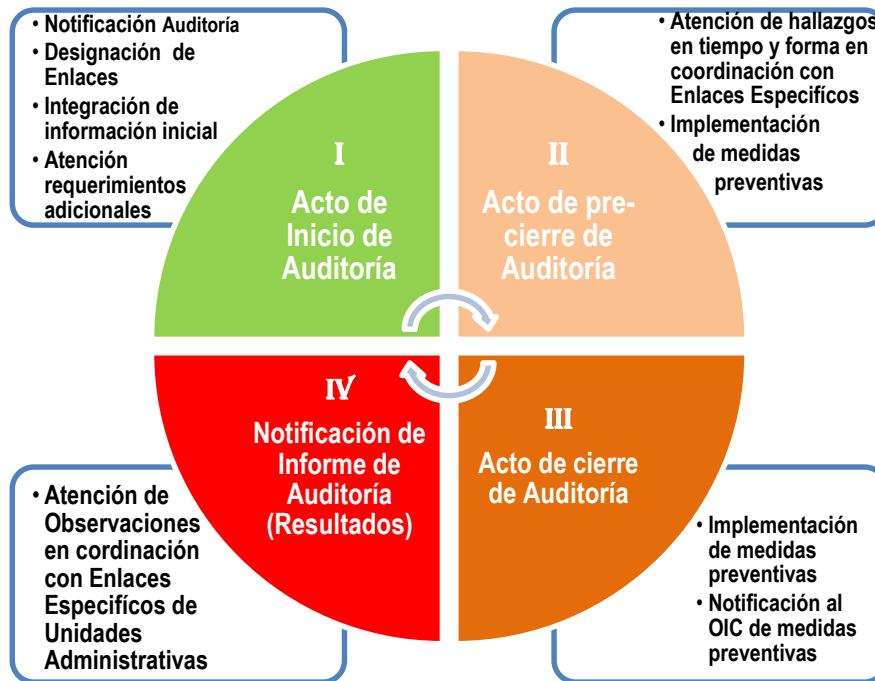 • Notificación Auditoría
• Designación de
Enlaces
• Integración de
información inicial
• Atención
requerimientos
adicionales
I
Acto de
Inicio de
Auditoría
II
Acto de pre-
cierre de
Auditoría
• Atención de hallazgos
en tiempo y forma en
coordinación con
Enlaces Especifícos
• Implementación
de medidas
preventivas
IV
Notificación de
Informe de
Auditoría
(Resultados)
III
Acto de cierre
de Auditoría
• Atención de
Observaciones
en cordinación
con Enlaces
Especifícos de
Unidades
Administrativas
• Implementación
de medidas
preventivas
• Notificación al
OIC de medidas
preventivas